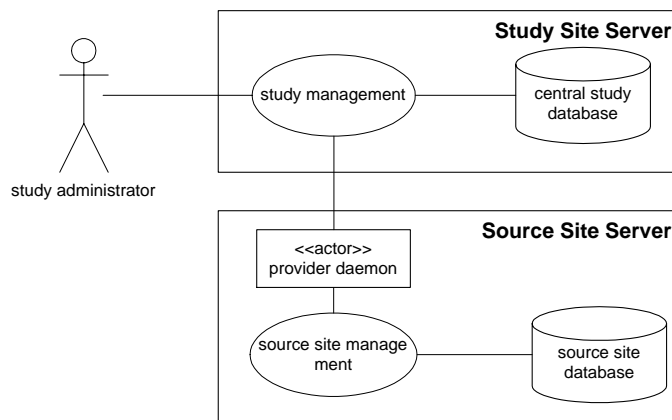 Study Site Server
study management
central study
database
study administrator
Source Site Server
<<actor>>
provider daemon
source site manage
ment
source site
database